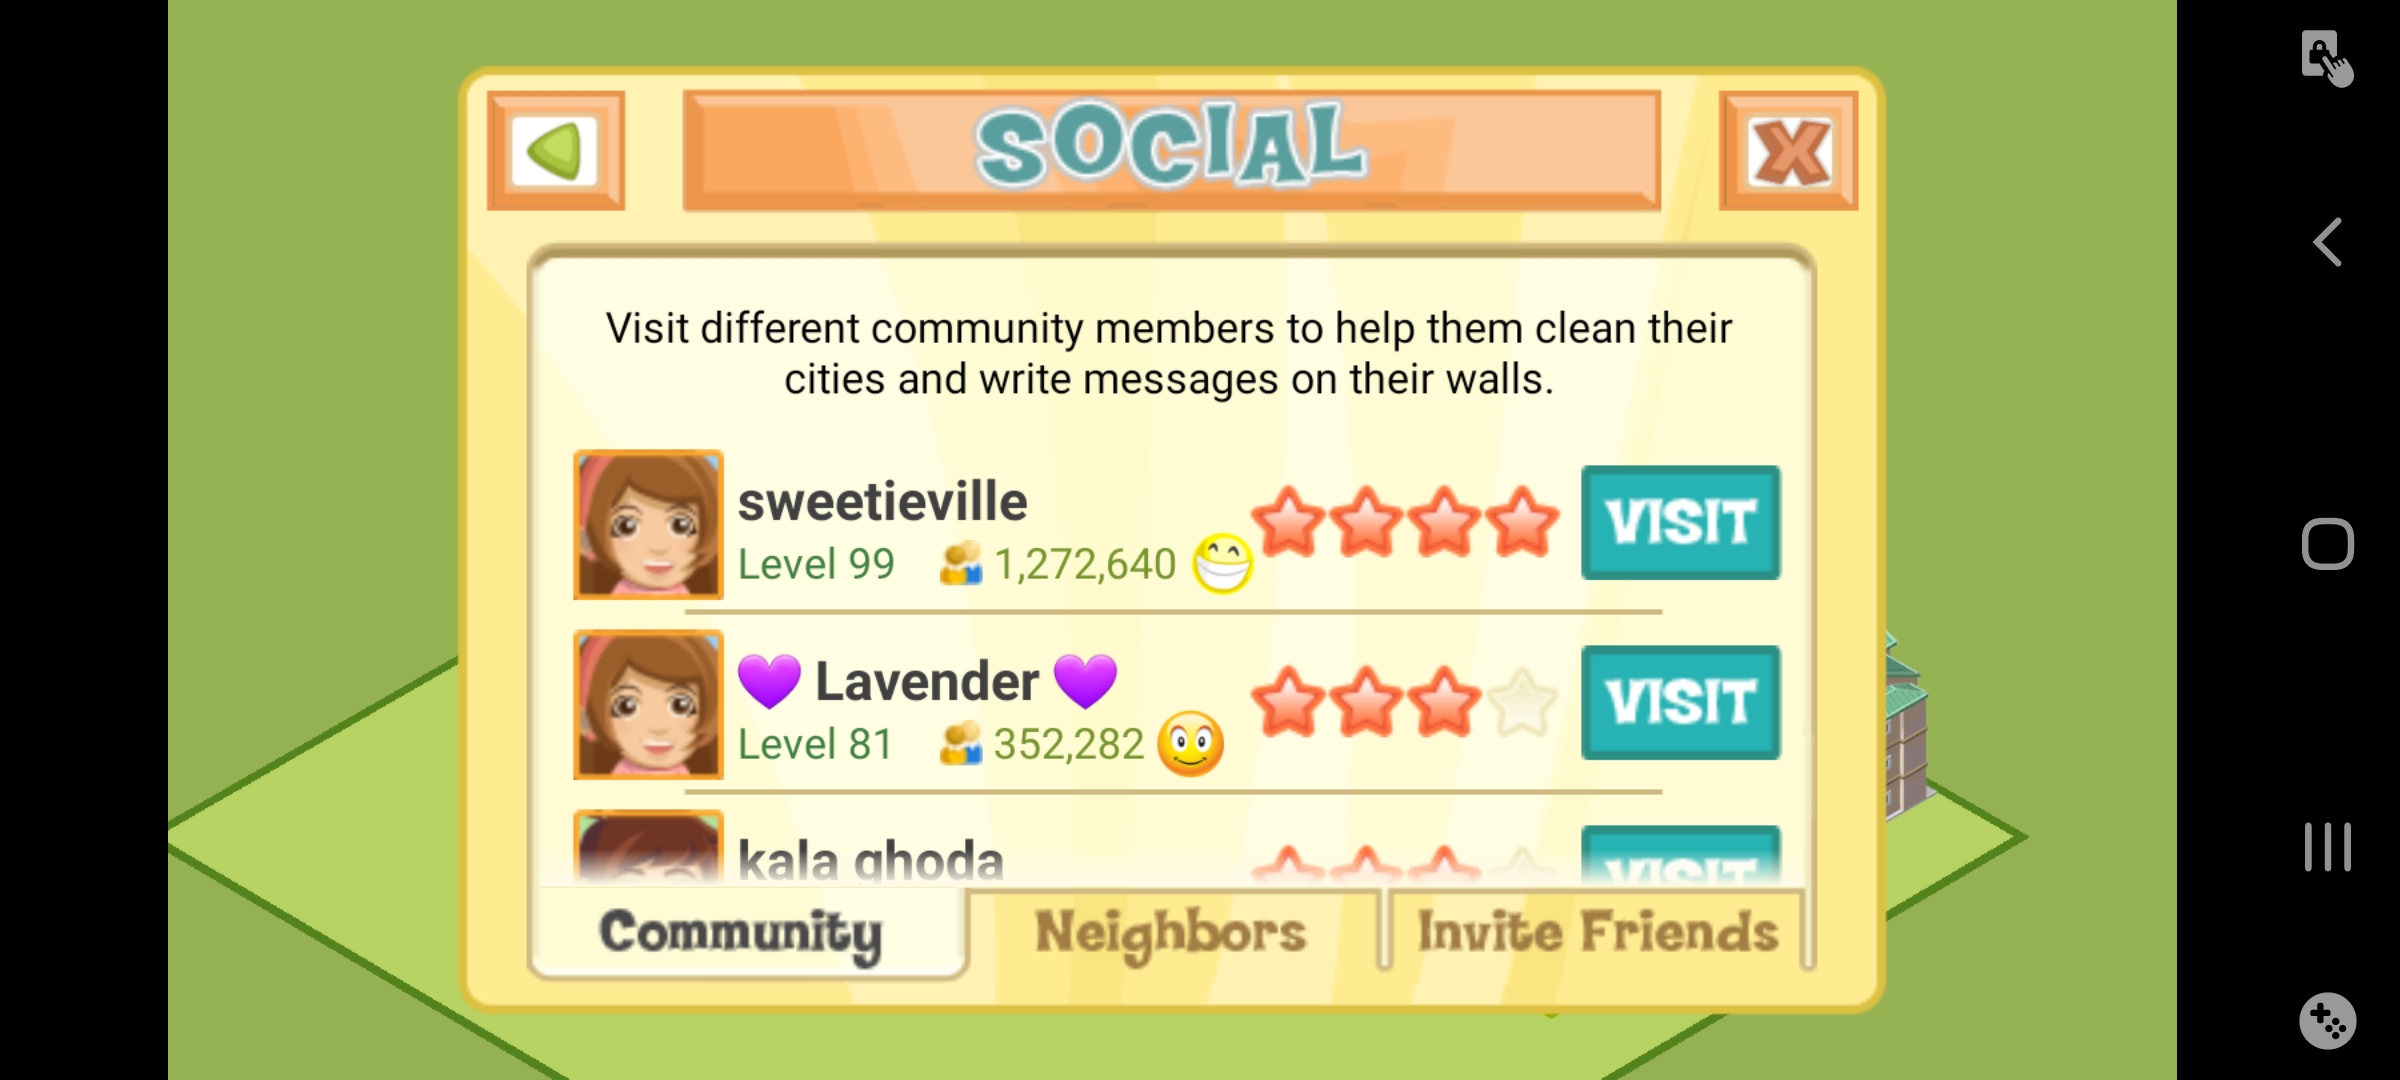 SOCIAL
Visit different community members to help them clean their
cities and write messages on their walls.
sweetieville
VISIT
Level 99 1,272,640
💜 Lavender 💜
VISIT
Level 81 352,282
kala ghoda
VISIT
Community Neighbors Invite Friends